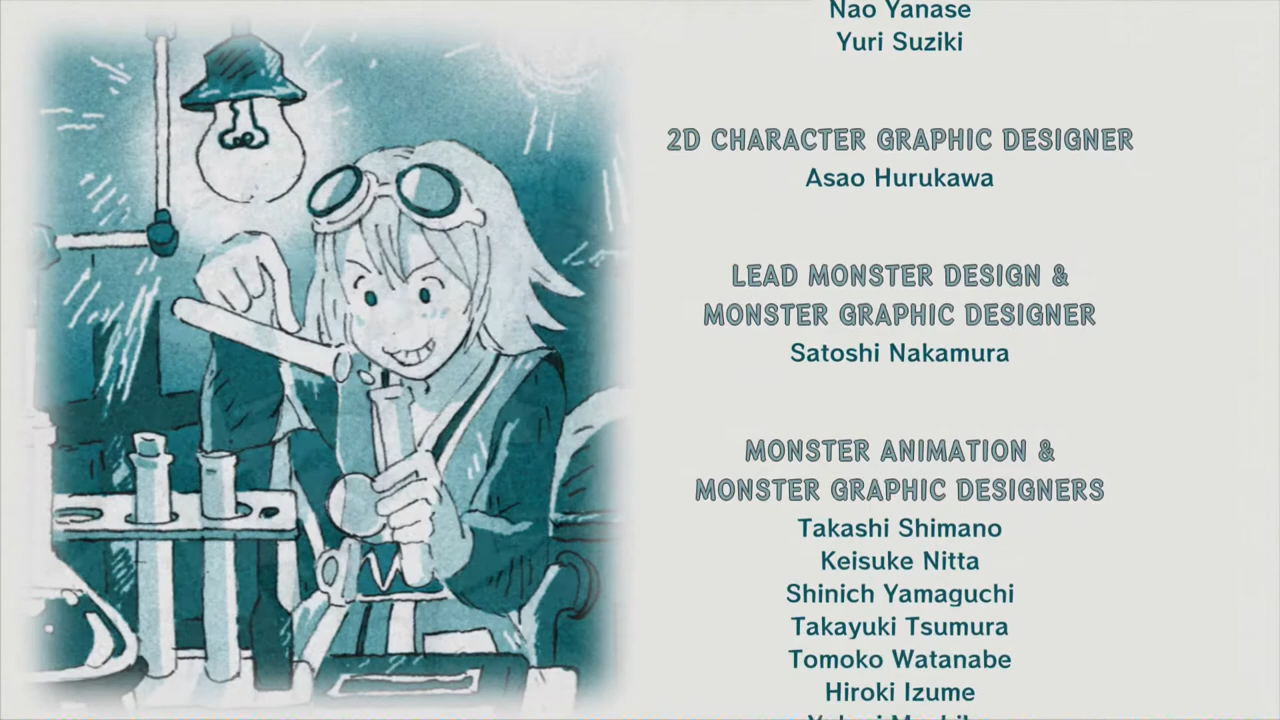 Nao Yanase
Yuri Suziki
2D CHARACTER GRAPHIC DESIGNER
Asao Hurukawa
LEAD MONSTER DESIGN &
MONSTER GRAPHIC DESIGNER
Satoshi Nakamura
MONSTER ANIMATION &
MONSTER GRAPHIC DESIGNERS
Takashi Shimano
Keisuke Nitta
Shinich Yamaguchi
Takayuki Tsumura
Tomoko Watanabe
Hiroki Izume